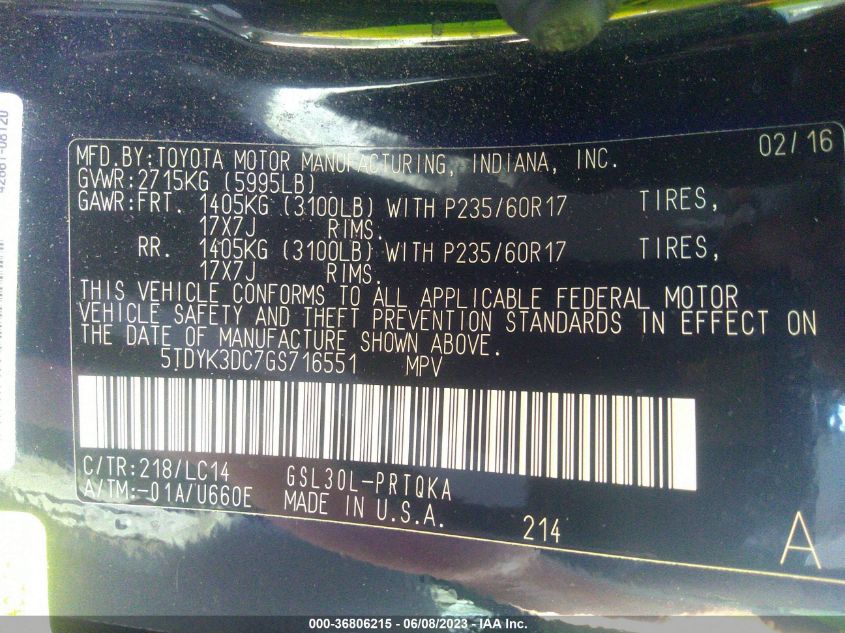 42661-08120
MFD.BY:TOYOTA MOTOR MANUFACTURING, INDIANA, INC. 02/16
GVWR:2715KG (5995LB)
GAWR:FRT. 1405KG (3100LB) WITH P235/60R17 TIRES,
17X7J RIMS.
RR. 1405KG (3100LB) WITH P235/60R17 TIRES,
17X7J RIMS.
THIS VEHICLE CONFORMS TO ALL APPLICABLE FEDERAL MOTOR
VEHICLE SAFETY AND THEFT PREVENTION STANDARDS IN EFFECT ON
THE DATE OF MANUFACTURE SHOWN ABOVE.
5TDYK3DC7GS716551 MPV
C/TR:218/LC14 GSL30L-PRTQKA
A/TM:-01A/U660E MADE IN U.S.A. 214 A
000-36806215 - 06/08/2023 - IAA Inc.